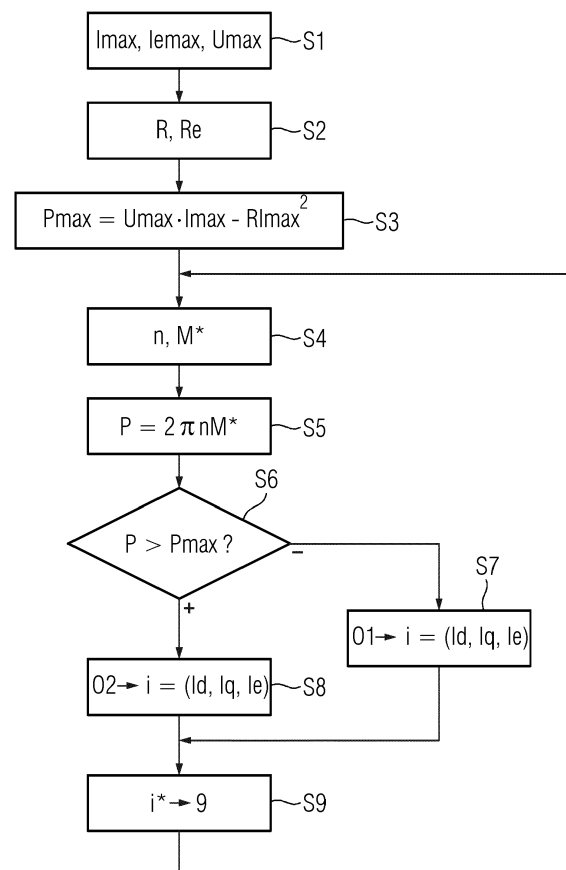 Imax, Iemax, Umax S1
R, Re S2
Pmax = Umax·Imax - RImax² S3
n, M* S4
P = 2πnM* S5
S6
P > Pmax ?
–
+
S7
O1→ i = (Id, Iq, Ie)
O2→ i = (Id, Iq, Ie) S8
i*→ 9 S9